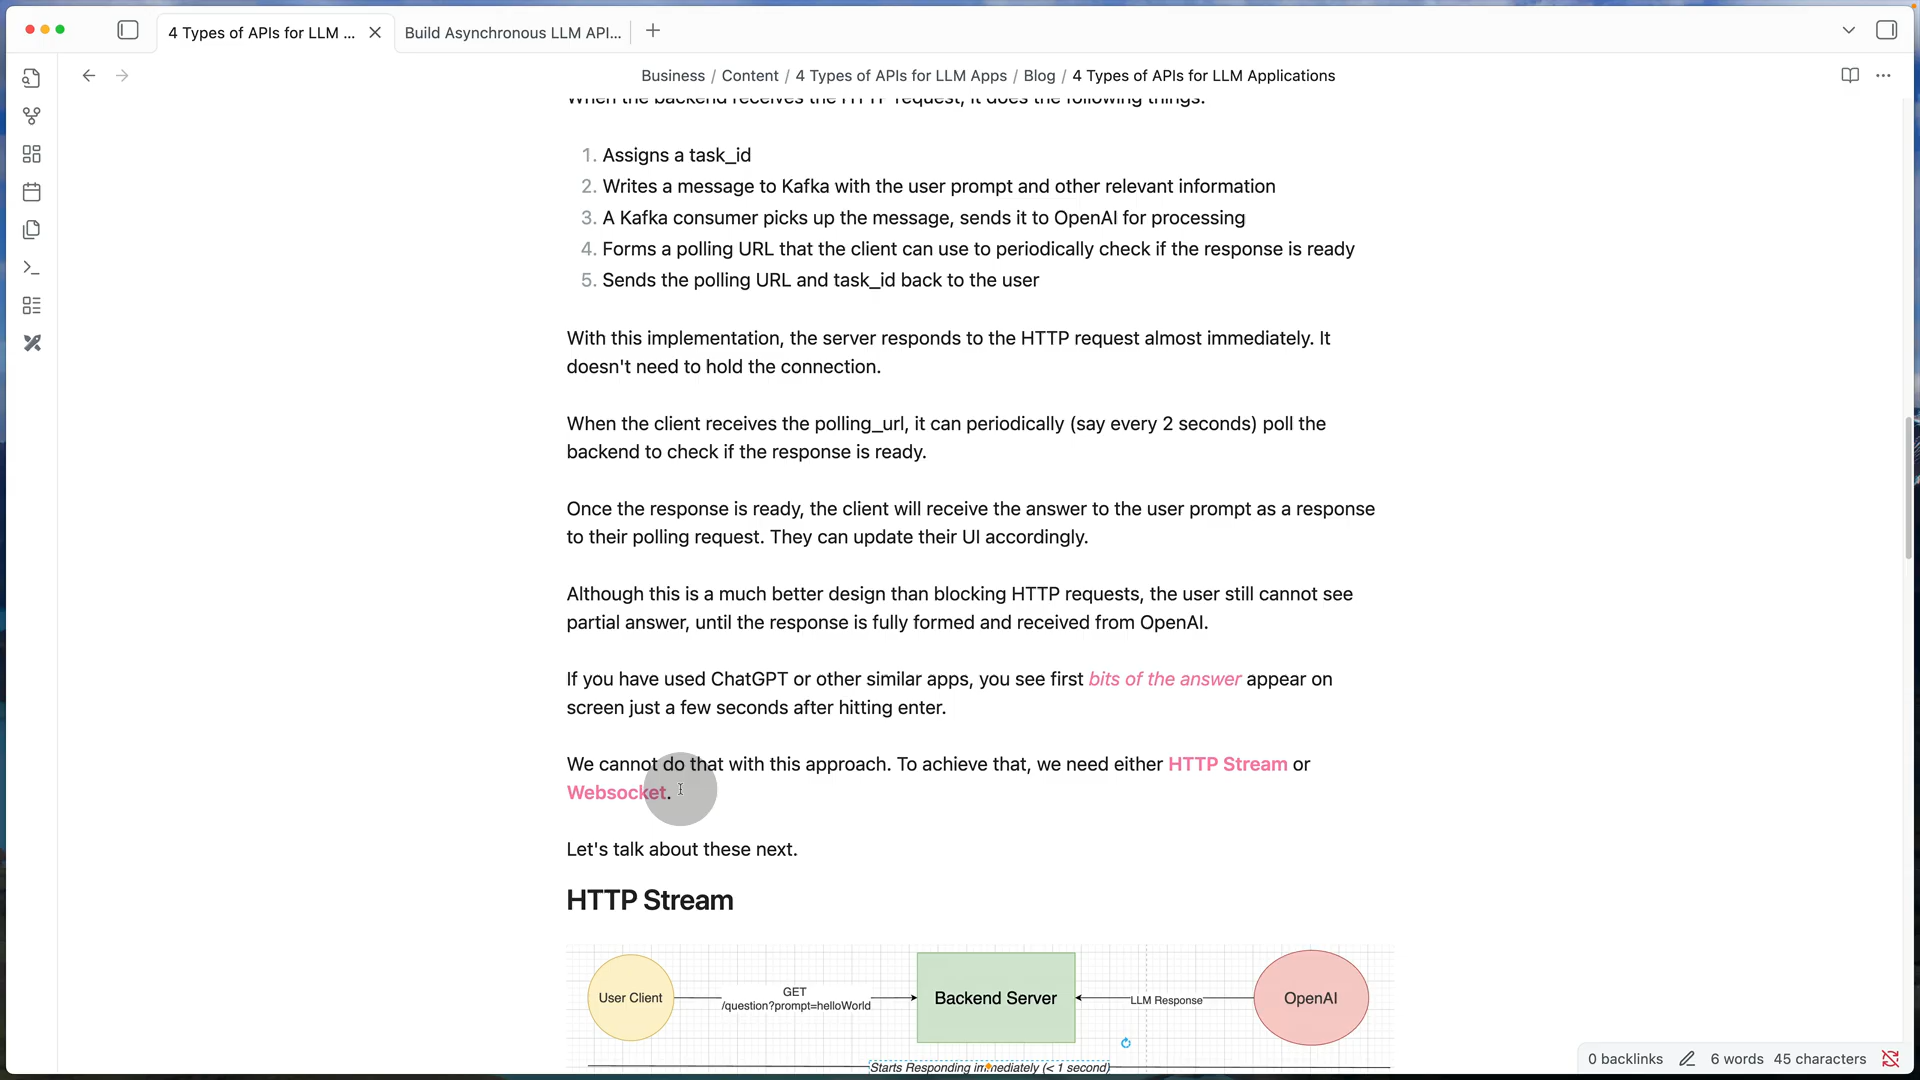 4 Types of APIs for LLM ...
Build Asynchronous LLM API...
Business / Content / 4 Types of APIs for LLM Apps / Blog / 4 Types of APIs for LLM Applications
When the backend receives the HTTP request, it does the following things:
1. Assigns a task_id
2. Writes a message to Kafka with the user prompt and other relevant information
3. A Kafka consumer picks up the message, sends it to OpenAI for processing
4. Forms a polling URL that the client can use to periodically check if the response is ready
5. Sends the polling URL and task_id back to the user
With this implementation, the server responds to the HTTP request almost immediately. It
doesn't need to hold the connection.
When the client receives the polling_url, it can periodically (say every 2 seconds) poll the
backend to check if the response is ready.
Once the response is ready, the client will receive the answer to the user prompt as a response
to their polling request. They can update their UI accordingly.
Although this is a much better design than blocking HTTP requests, the user still cannot see
partial answer, until the response is fully formed and received from OpenAI.
If you have used ChatGPT or other similar apps, you see first bits of the answer appear on
screen just a few seconds after hitting enter.
We cannot do that with this approach. To achieve that, we need either HTTP Stream or
Websocket.
Let's talk about these next.
HTTP Stream
User Client
GET
/question?prompt=helloWorld
Backend Server
LLM Response
OpenAI
Starts Responding immediately (< 1 second)
0 backlinks
6 words
45 characters